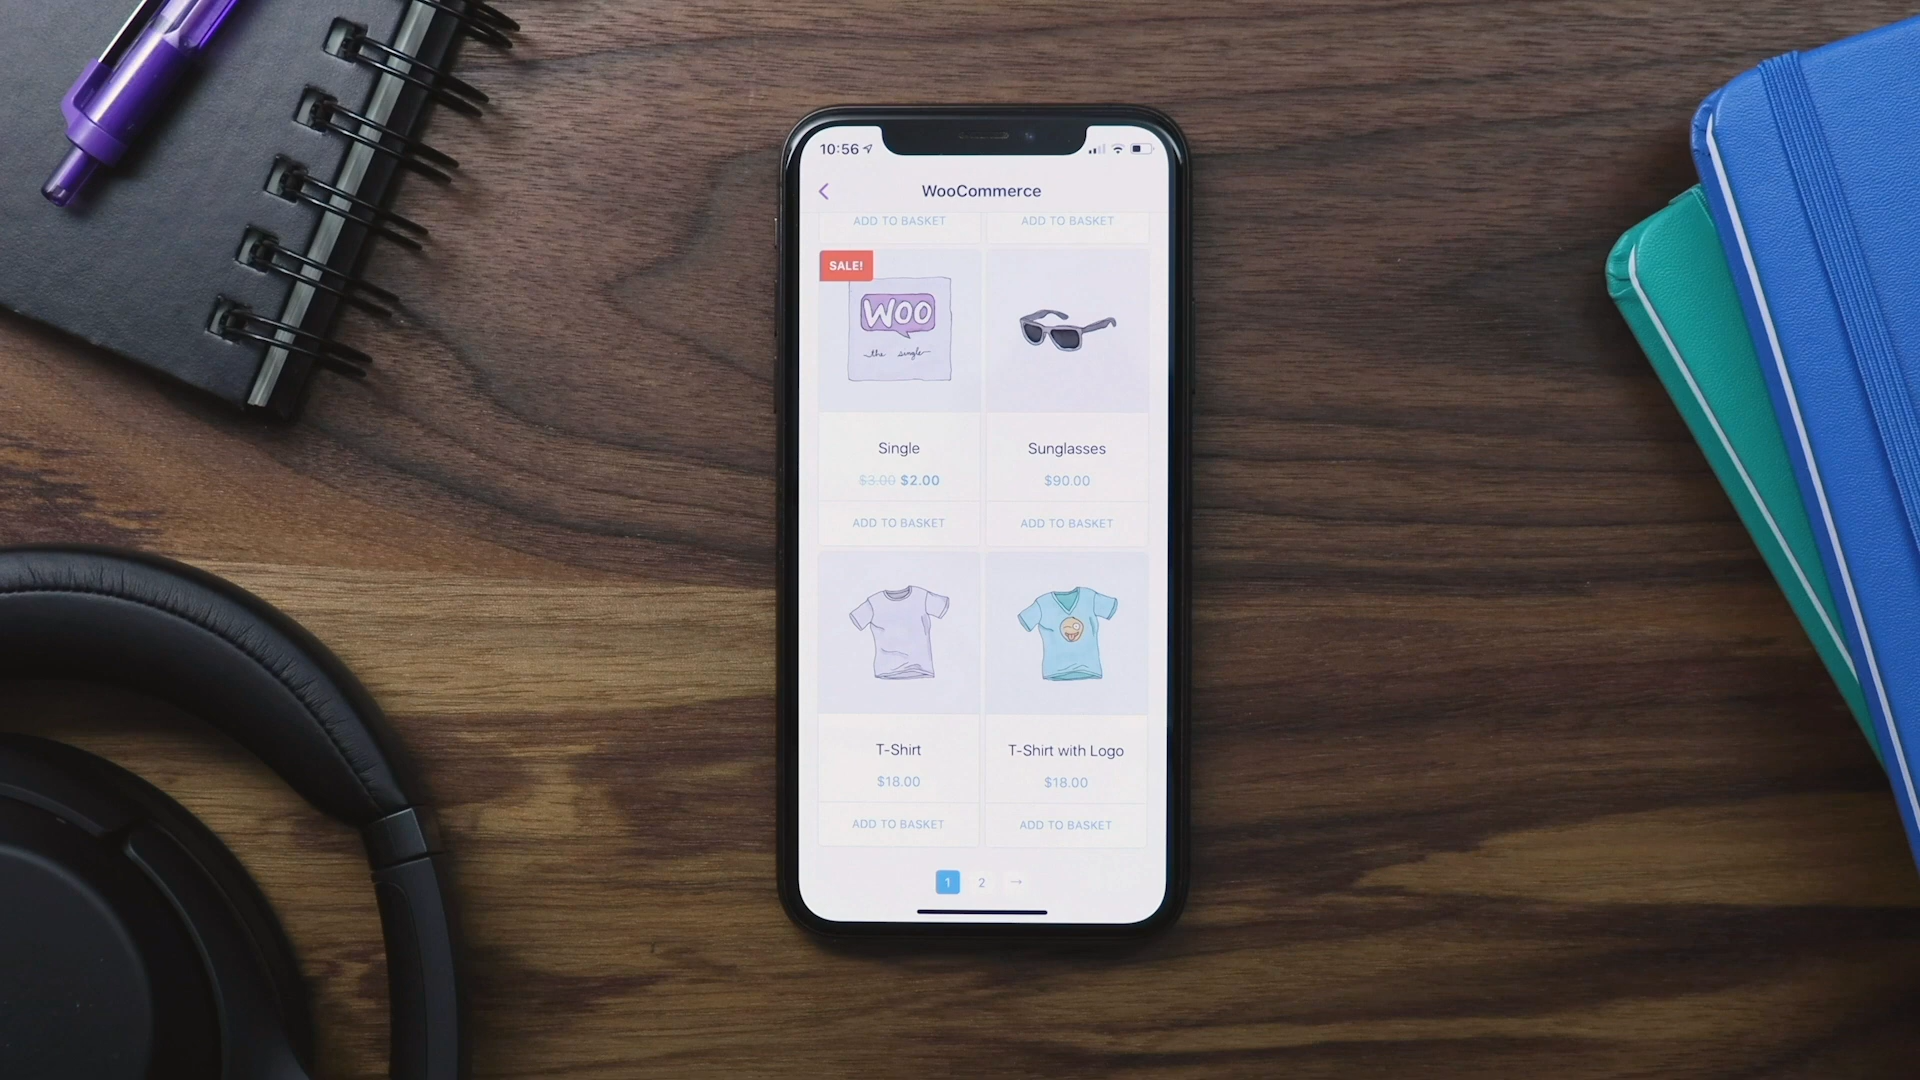 10:56
WooCommerce
ADD TO BASKET ADD TO BASKET
SALE!
WOO
the single
Single Sunglasses
$3.00 $2.00 $90.00
ADD TO BASKET ADD TO BASKET
T-Shirt T-Shirt with Logo
$18.00 $18.00
ADD TO BASKET ADD TO BASKET
1 2 →